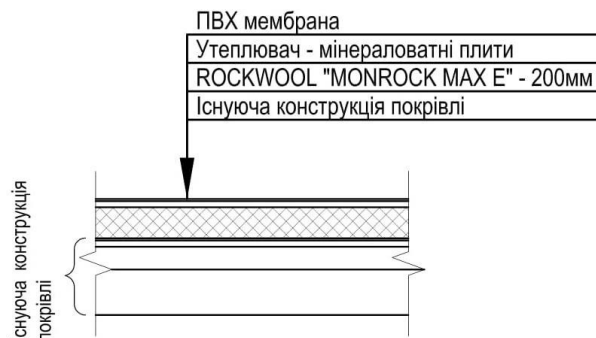 ПВХ мембрана
Утеплювач - мінераловатні плити
ROCKWOOL "MONROCK MAX E" - 200мм
Існуюча конструкція покрівлі
снуюча конструкція
покрівлі